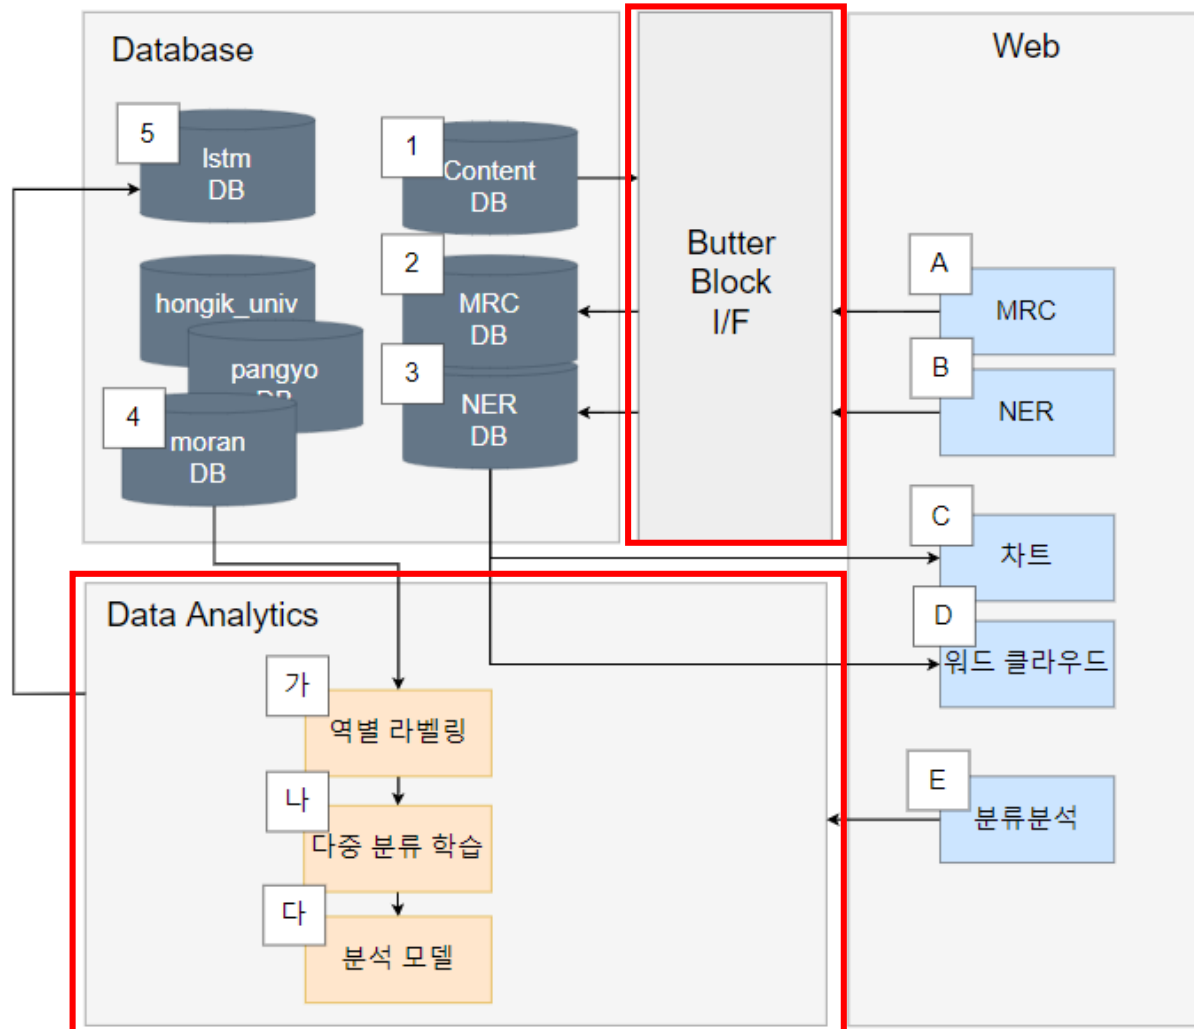 Database
5
lstm
DB
1
Content
DB
hongik_univ
2
MRC
DB
pangyo
DB
3
NER
DB
4
moran
DB
Butter
Block
I/F
Web
A
MRC
B
NER
C
차트
D
워드 클라우드
E
분류분석
Data Analytics
가
역별 라벨링
나
다중 분류 학습
다
분석 모델